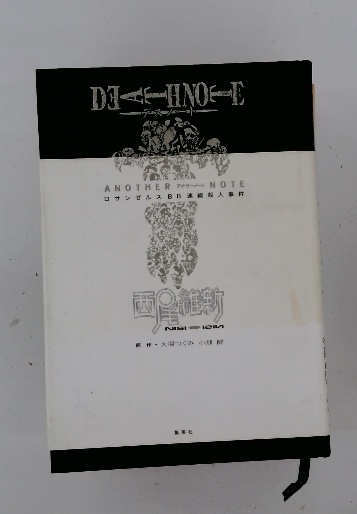 DEATHNOTE
デスノート
ANOTHER アナザーノート NOTE
ロサンゼルスBB連続殺人事件
西尾維新
NISIOISIN
原作・大場つぐみ 小畑 健
集英社